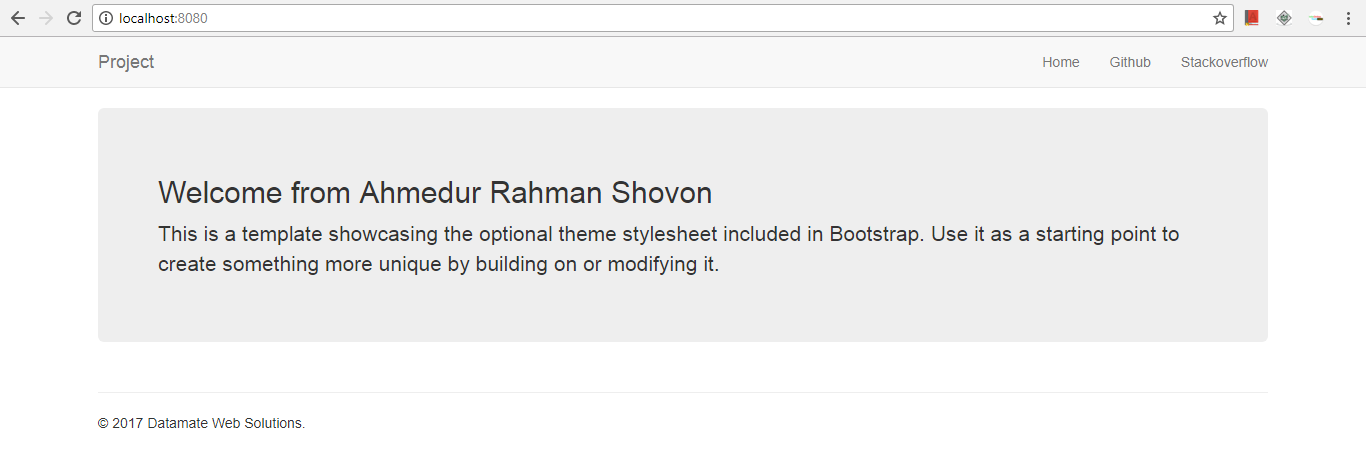 localhost:8080
Project Home Github Stackoverflow
Welcome from Ahmedur Rahman Shovon
This is a template showcasing the optional theme stylesheet included in Bootstrap. Use it as a starting point to
create something more unique by building on or modifying it.
© 2017 Datamate Web Solutions.